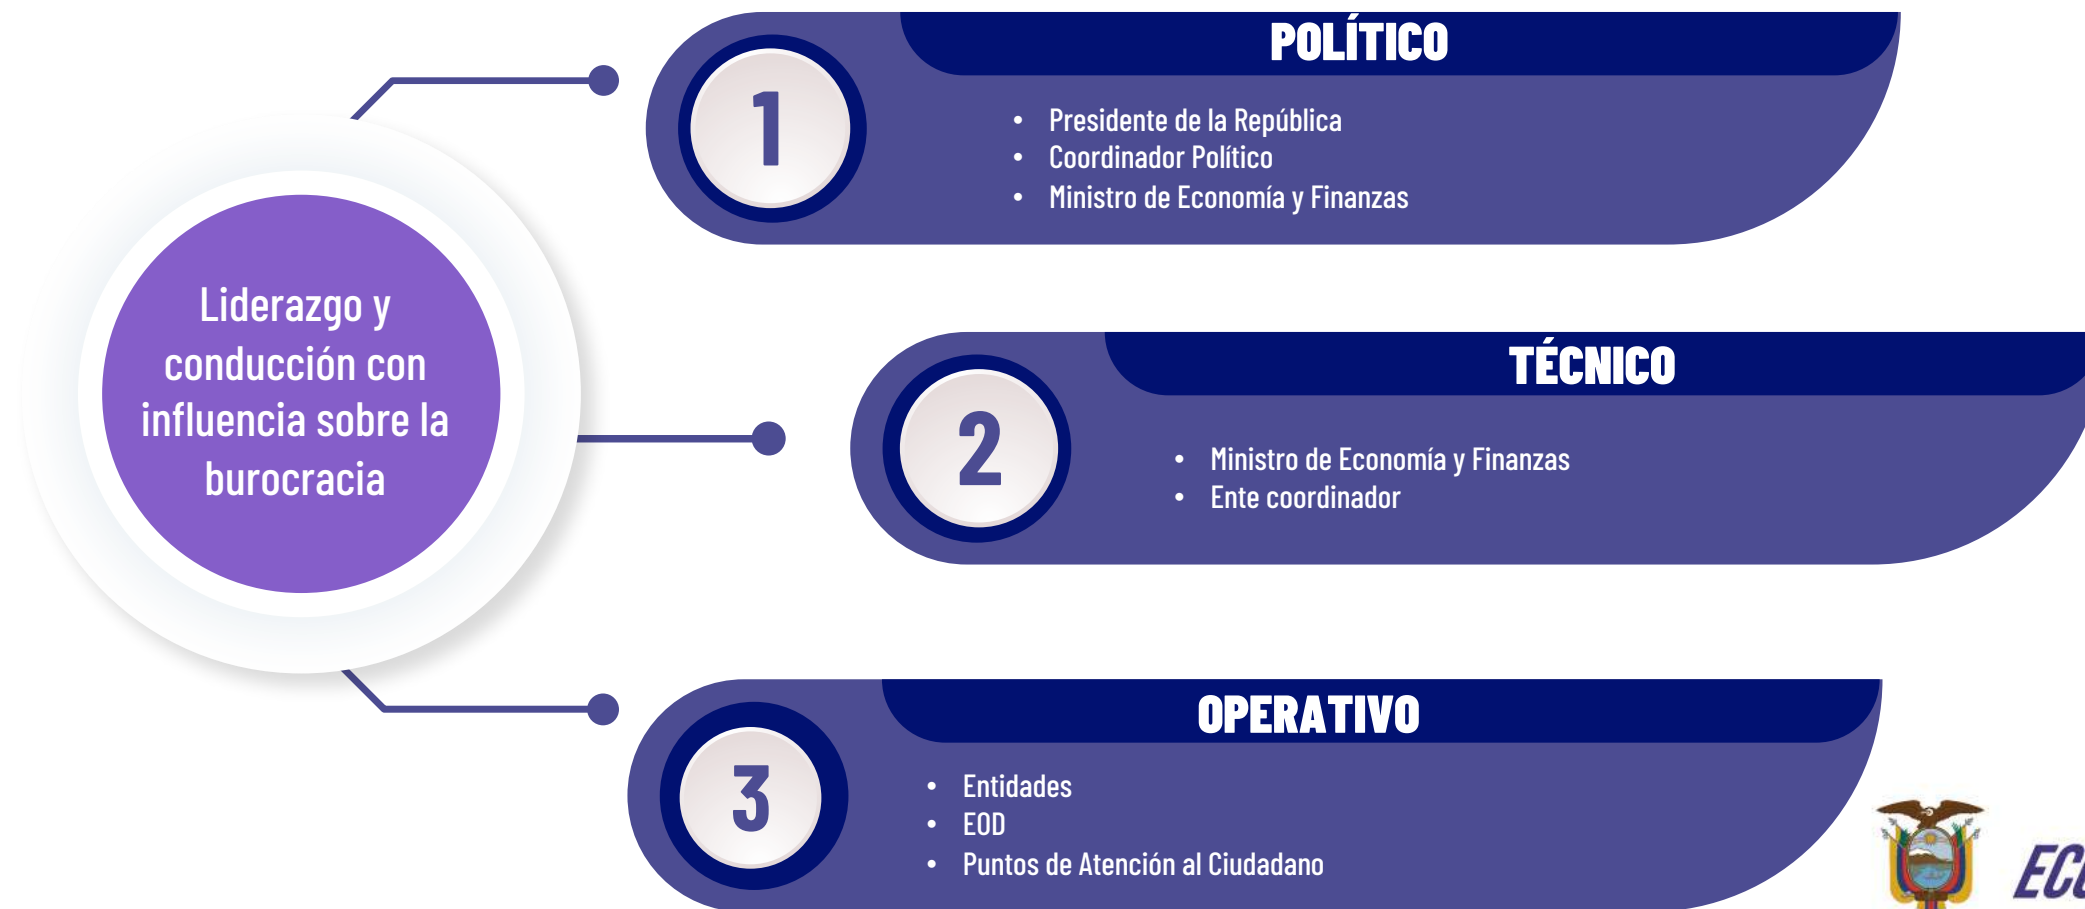 Liderazgo y
conducción con
influencia sobre la
burocracia
1
POLÍTICO
• Presidente de la República
• Coordinador Político
• Ministro de Economía y Finanzas
2
TÉCNICO
• Ministro de Economía y Finanzas
• Ente coordinador
3
OPERATIVO
• Entidades
• EOD
• Puntos de Atención al Ciudadano